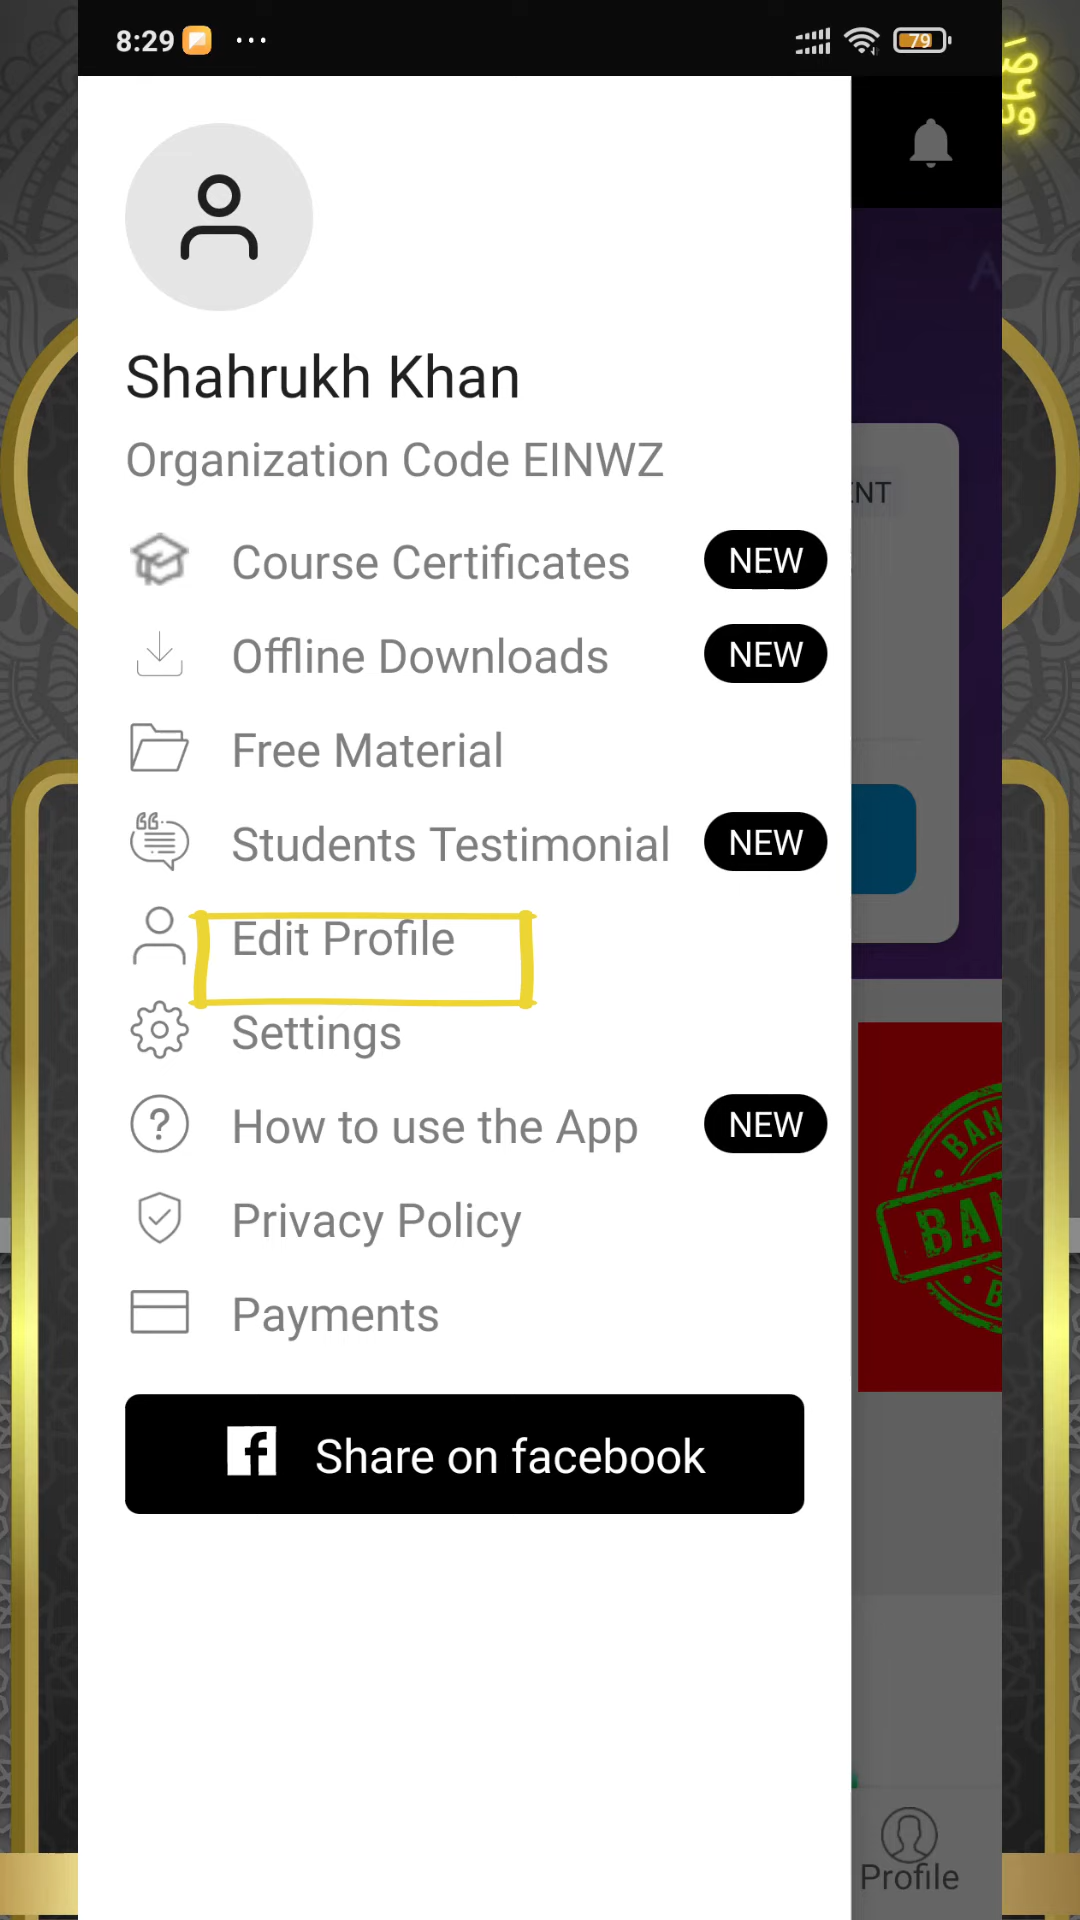 8:29
79
Shahrukh Khan
Organization Code EINWZ
Course Certificates NEW
Offline Downloads NEW
Free Material
Students Testimonial NEW
Edit Profile
Settings
How to use the App NEW
Privacy Policy
Payments
Share on facebook
Profile